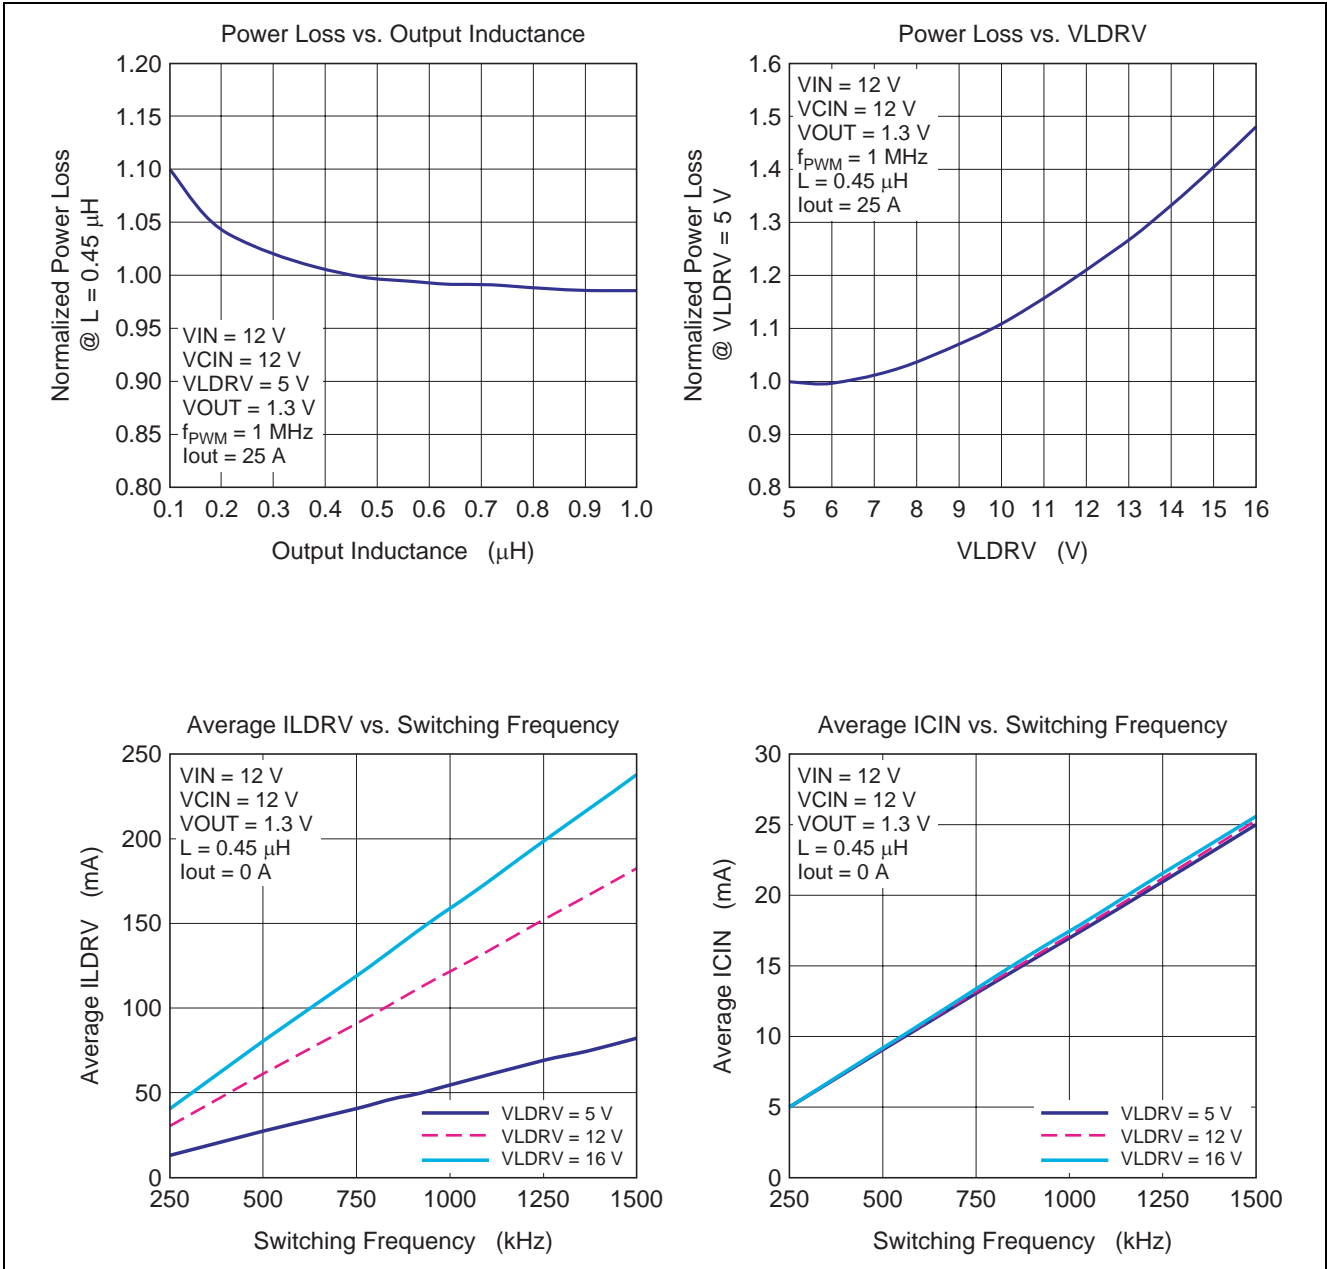 Power Loss vs. Output Inductance
1.20
1.15
1.10
1.05
1.00
0.95
0.90
0.85
0.80
Normalized Power Loss
@ L = 0.45 μH
VIN = 12 V
VCIN = 12 V
VLDRV = 5 V
VOUT = 1.3 V
fPWM = 1 MHz
Iout = 25 A
0.1 0.2 0.3 0.4 0.5 0.6 0.7 0.8 0.9 1.0
Output Inductance (μH)
Power Loss vs. VLDRV
1.6
1.5
1.4
1.3
1.2
1.1
1.0
0.9
0.8
Normalized Power Loss
@ VLDRV = 5 V
VIN = 12 V
VCIN = 12 V
VOUT = 1.3 V
fPWM = 1 MHz
L = 0.45 μH
Iout = 25 A
5 6 7 8 9 10 11 12 13 14 15 16
VLDRV (V)
Average ILDRV vs. Switching Frequency
250
200
150
100
50
0
Average ILDRV (mA)
VIN = 12 V
VCIN = 12 V
VOUT = 1.3 V
L = 0.45 μH
Iout = 0 A
VLDRV = 5 V
VLDRV = 12 V
VLDRV = 16 V
250 500 750 1000 1250 1500
Switching Frequency (kHz)
Average ICIN vs. Switching Frequency
30
25
20
15
10
5
0
Average ICIN (mA)
VIN = 12 V
VCIN = 12 V
VOUT = 1.3 V
L = 0.45 μH
Iout = 0 A
VLDRV = 5 V
VLDRV = 12 V
VLDRV = 16 V
250 500 750 1000 1250 1500
Switching Frequency (kHz)